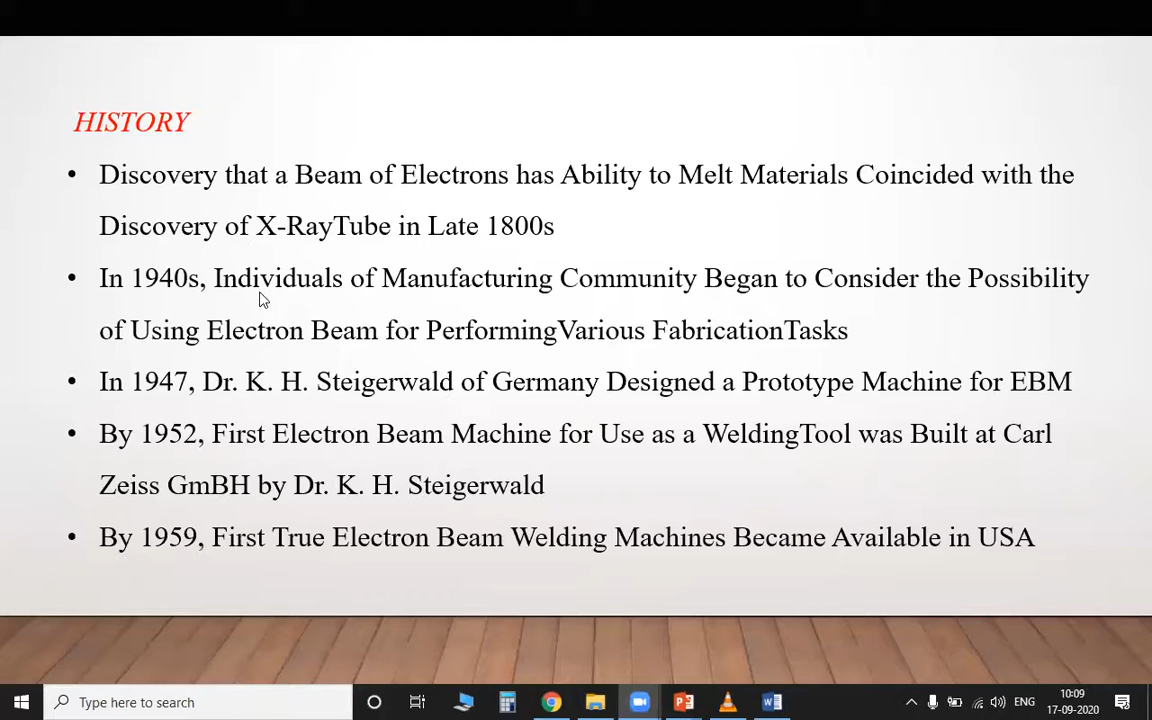 HISTORY
• Discovery that a Beam of Electrons has Ability to Melt Materials Coincided with the
Discovery of X-RayTube in Late 1800s
• In 1940s, Individuals of Manufacturing Community Began to Consider the Possibility
of Using Electron Beam for PerformingVarious FabricationTasks
• In 1947, Dr. K. H. Steigerwald of Germany Designed a Prototype Machine for EBM
• By 1952, First Electron Beam Machine for Use as a WeldingTool was Built at Carl
Zeiss GmBH by Dr. K. H. Steigerwald
• By 1959, First True Electron Beam Welding Machines Became Available in USA
Type here to search
ENG
10:09
17-09-2020